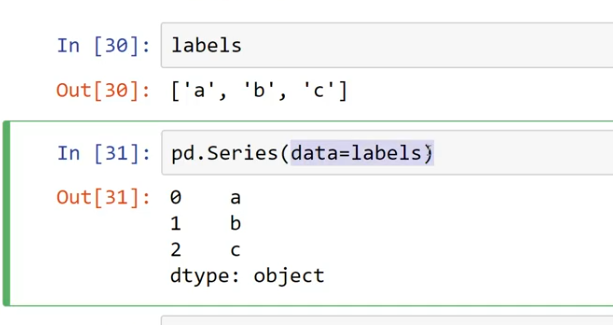 In [30]: labels
Out[30]: ['a', 'b', 'c']
In [31]: pd.Series(data=labels)
Out[31]: 0    a
1    b
2    c
dtype: object